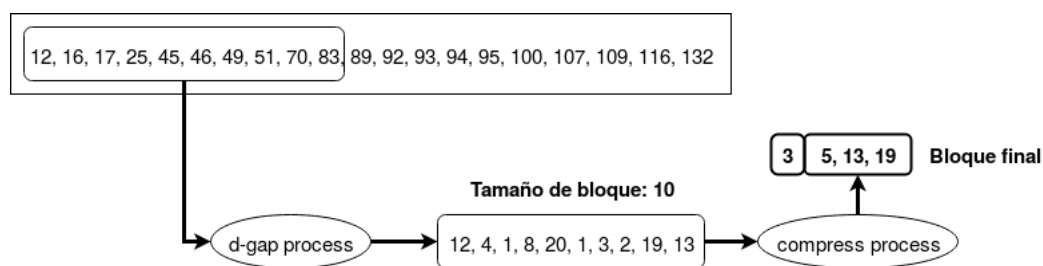 12, 16, 17, 25, 45, 46, 49, 51, 70, 83, 89, 92, 93, 94, 95, 100, 107, 109, 116, 132
3 5, 13, 19 Bloque final
Tamaño de bloque: 10
d-gap process
12, 4, 1, 8, 20, 1, 3, 2, 19, 13
compress process